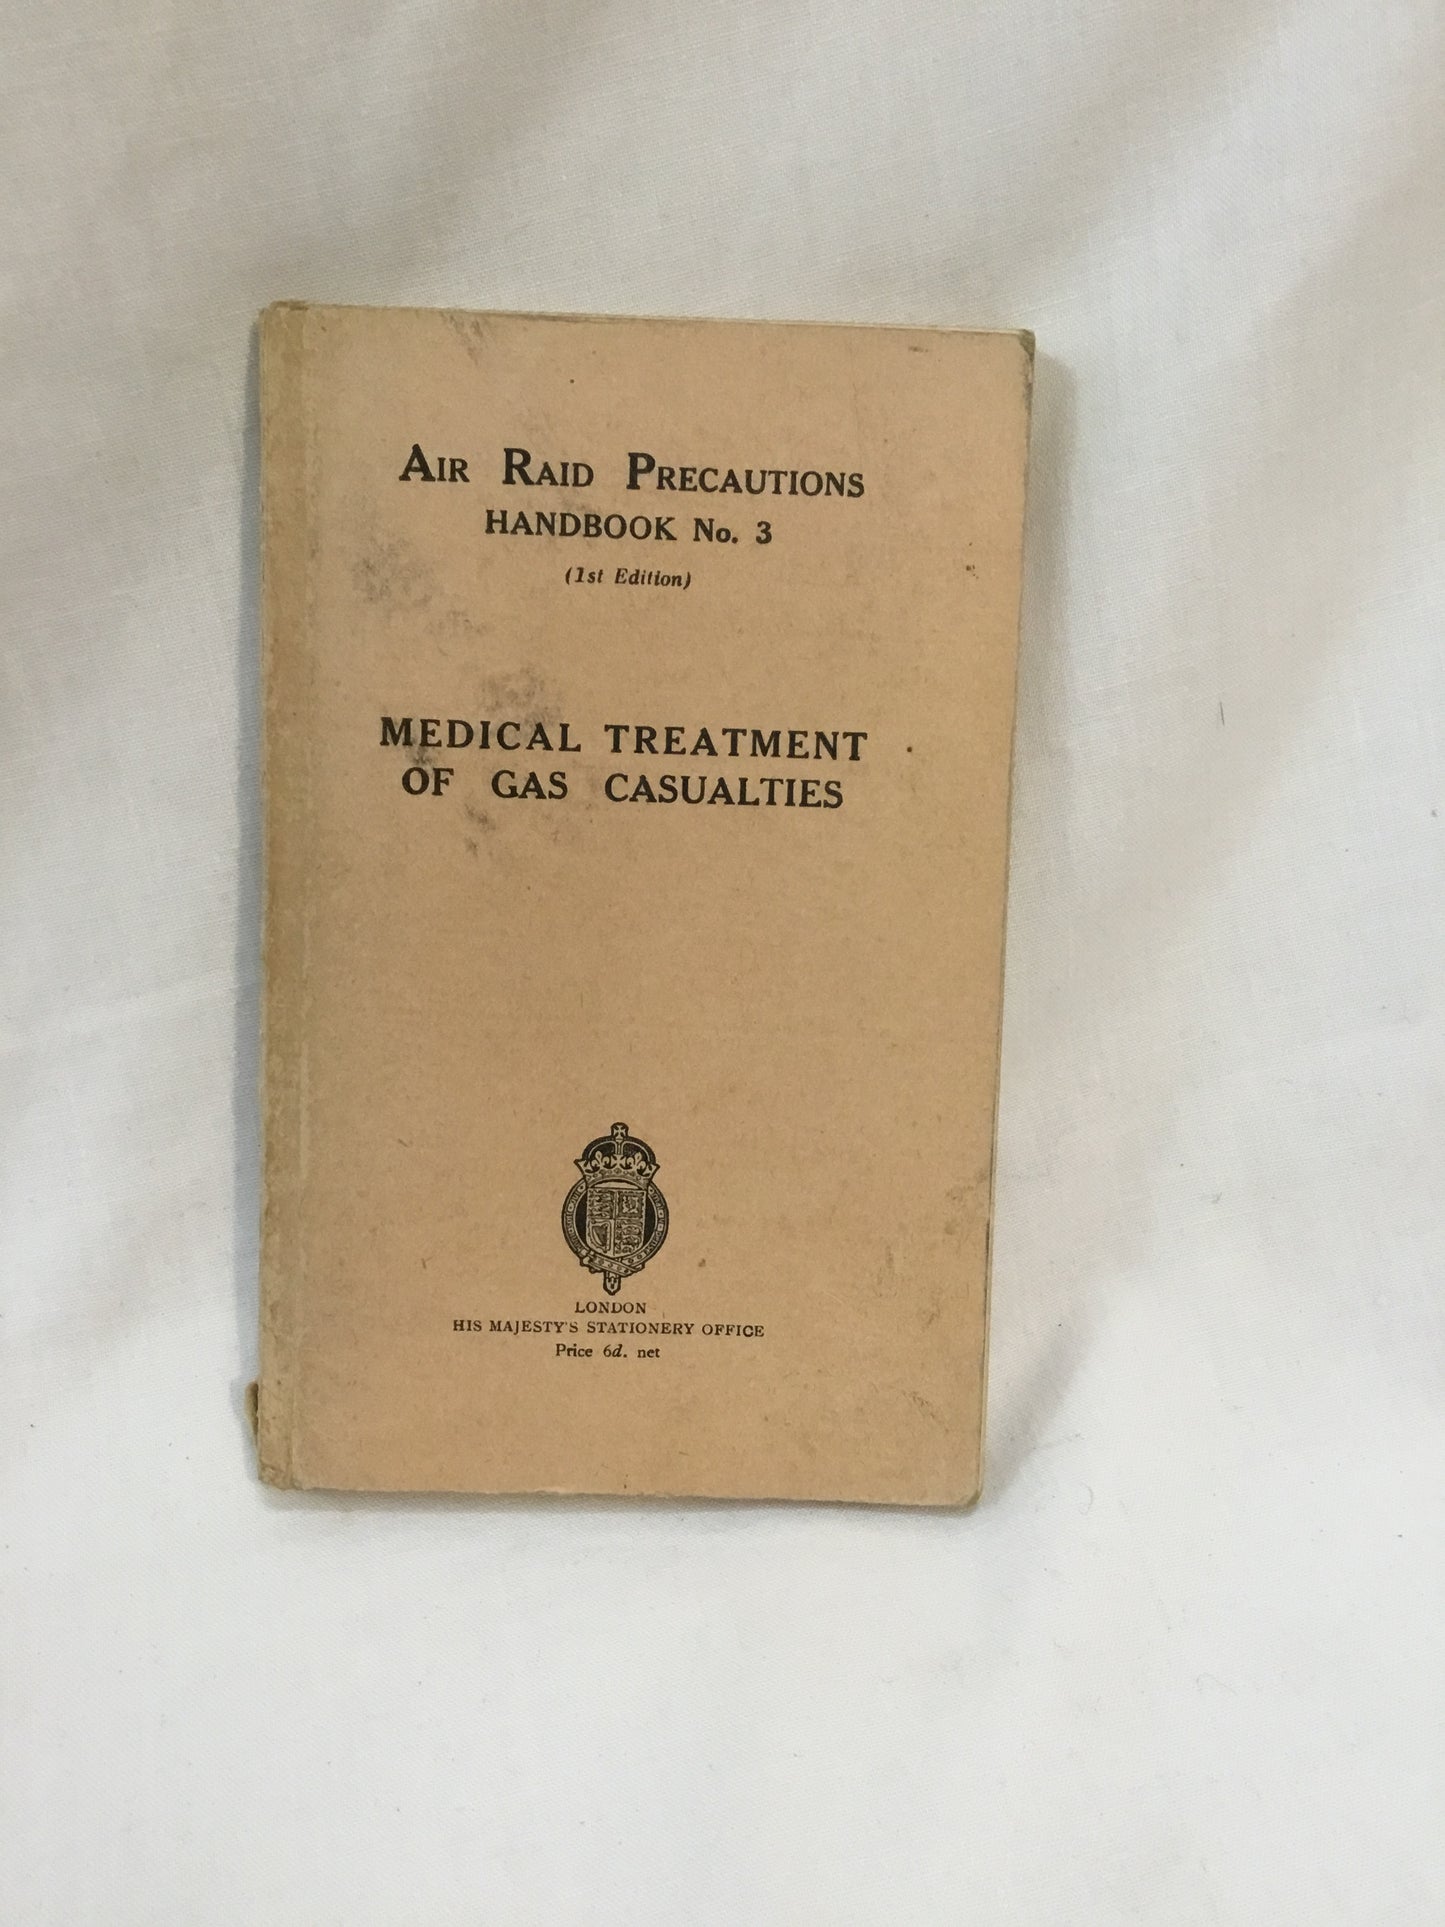 AIR RAID PRECAUTIONS
HANDBOOK No. 3
(1st Edition)
MEDICAL TREATMENT
OF GAS CASUALTIES
LONDON
HIS MAJESTY'S STATIONERY OFFICE
Price 6d. net